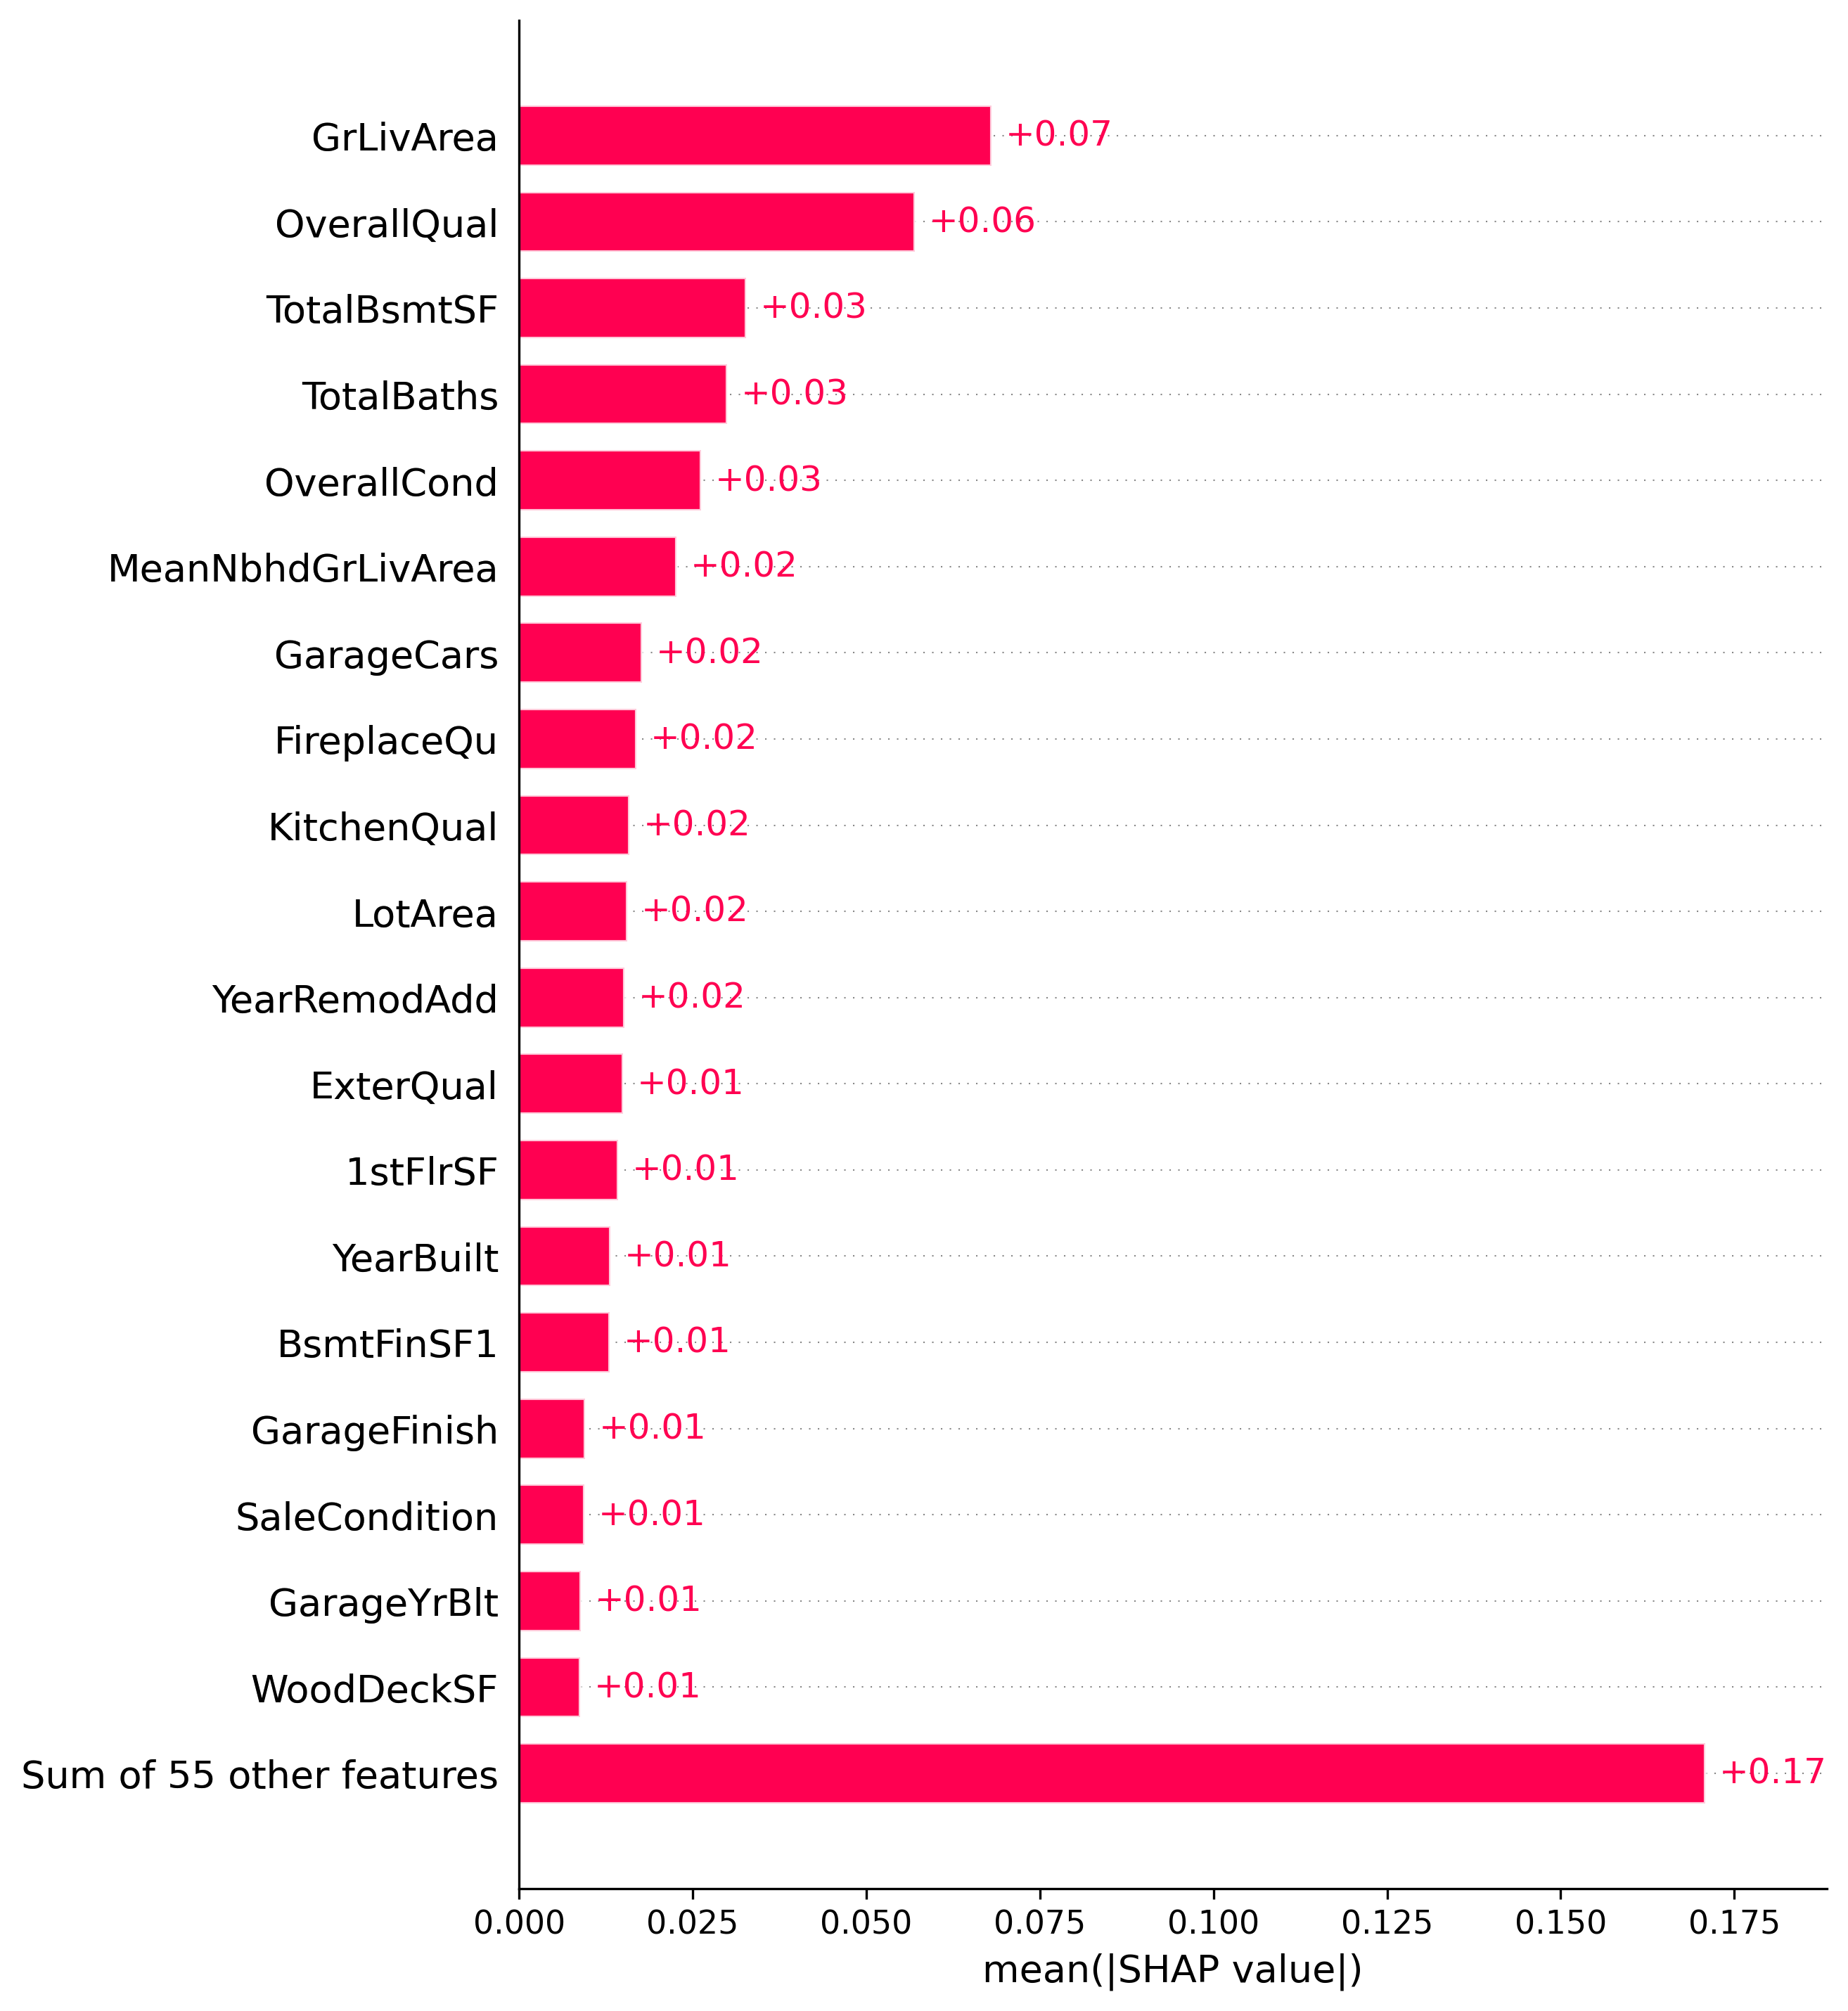 GrLivArea +0.07
OverallQual +0.06
TotalBsmtSF +0.03
TotalBaths +0.03
OverallCond +0.03
MeanNbhdGrLivArea +0.02
GarageCars +0.02
FireplaceQu +0.02
KitchenQual +0.02
LotArea +0.02
YearRemodAdd +0.02
ExterQual +0.01
1stFlrSF +0.01
YearBuilt +0.01
BsmtFinSF1 +0.01
GarageFinish +0.01
SaleCondition +0.01
GarageYrBlt +0.01
WoodDeckSF +0.01
Sum of 55 other features +0.17
0.000 0.025 0.050 0.075 0.100 0.125 0.150 0.175
mean(|SHAP value|)